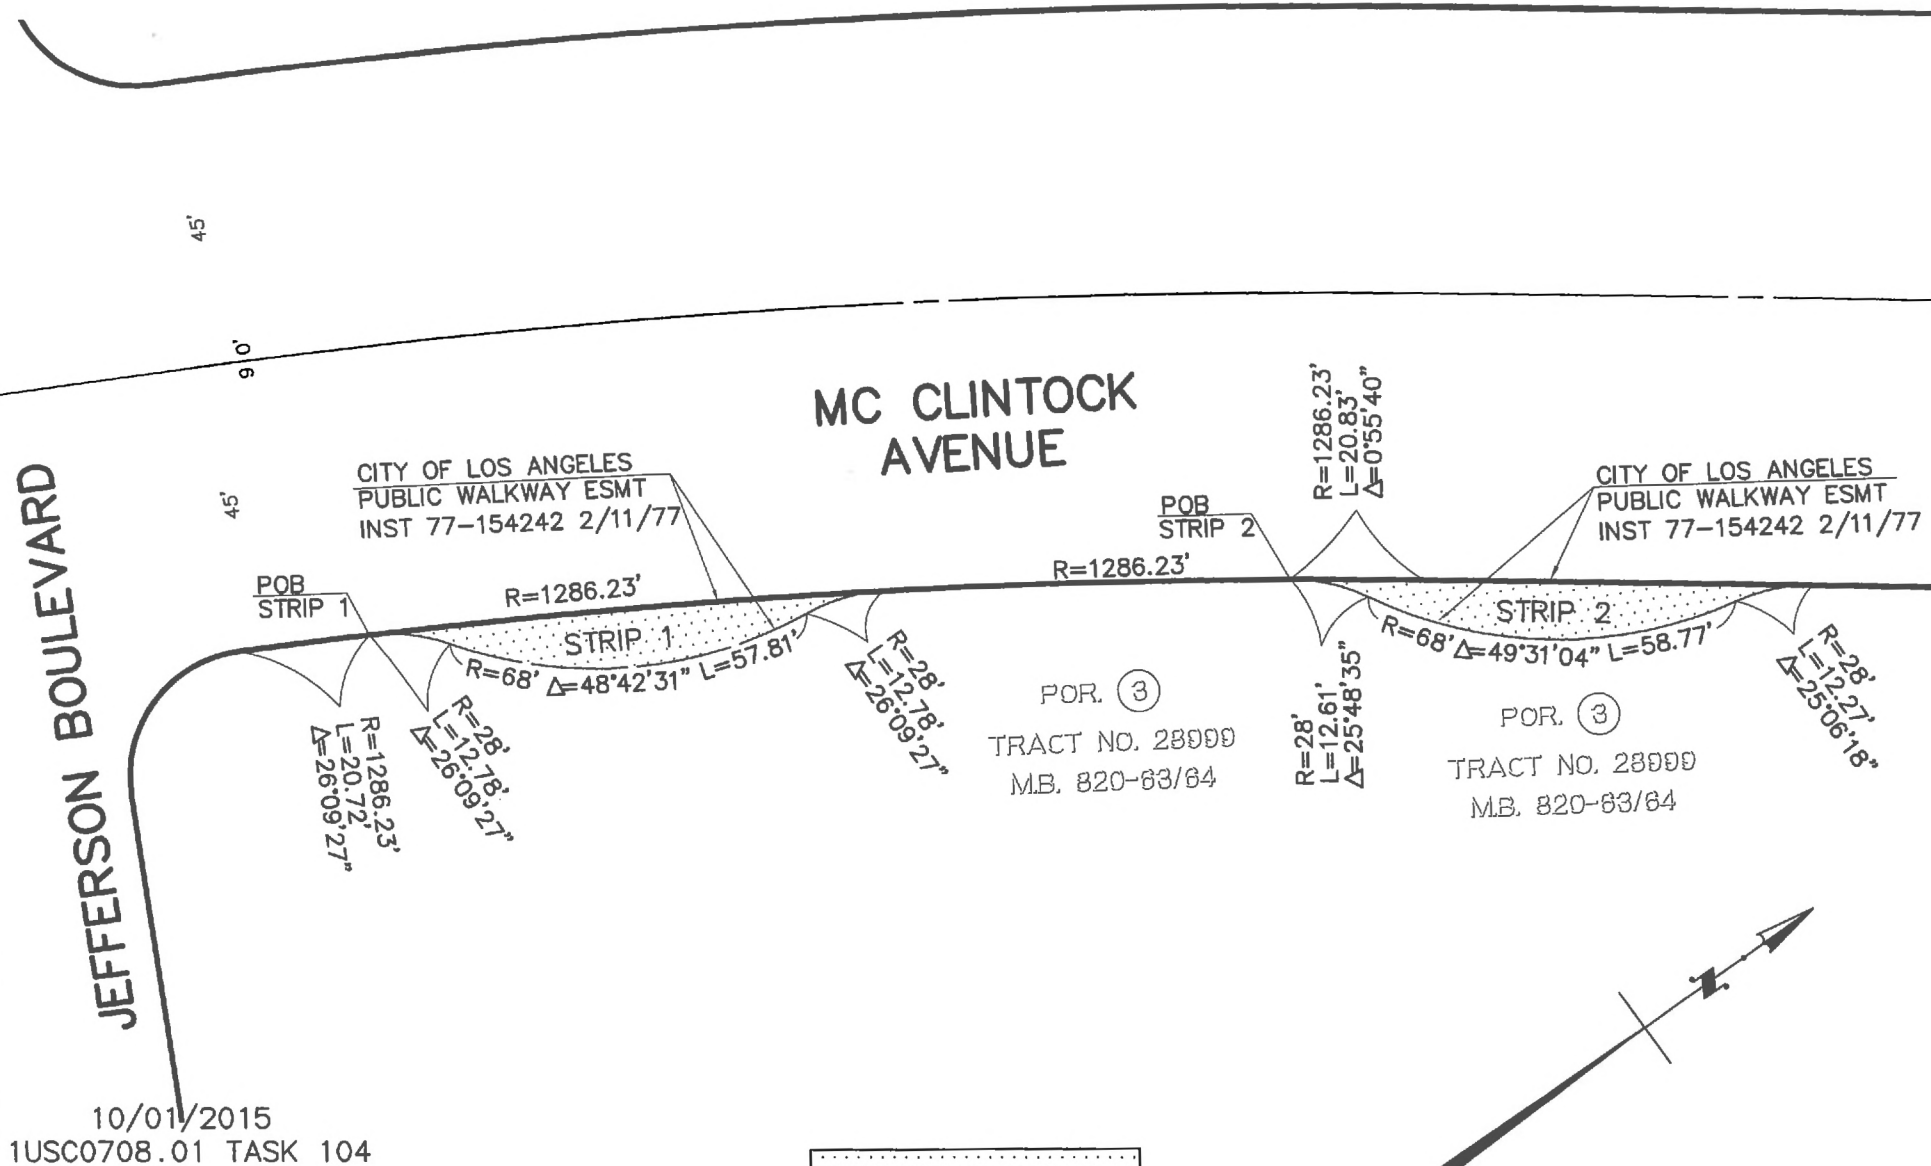 45'
90'
MC CLINTOCK
AVENUE
45'
JEFFERSON BOULEVARD
CITY OF LOS ANGELES
PUBLIC WALKWAY ESMT
INST 77-154242 2/11/77
POB
STRIP 1
R=1286.23'
STRIP 1
R=68' Δ=48°42'31" L=57.81'
R=1286.23'
L=20.72'
Δ=26°09'27"
R=28'
L=12.78'
Δ=26°09'27"
R=28'
L=12.78'
Δ=26°09'27"
R=1286.23'
POB
STRIP 2
R=1286.23'
L=20.83'
Δ=0°55'40"
CITY OF LOS ANGELES
PUBLIC WALKWAY ESMT
INST 77-154242 2/11/77
STRIP 2
R=68' Δ=49°31'04" L=58.77'
R=28'
L=12.61'
Δ=25°48'35"
R=28'
L=12.27'
Δ=25°06'18"
POR. 3
TRACT NO. 28999
M.B. 820-63/64
POR. 3
TRACT NO. 28999
M.B. 820-63/64
N
10/01/2015
1USC0708.01 TASK 104